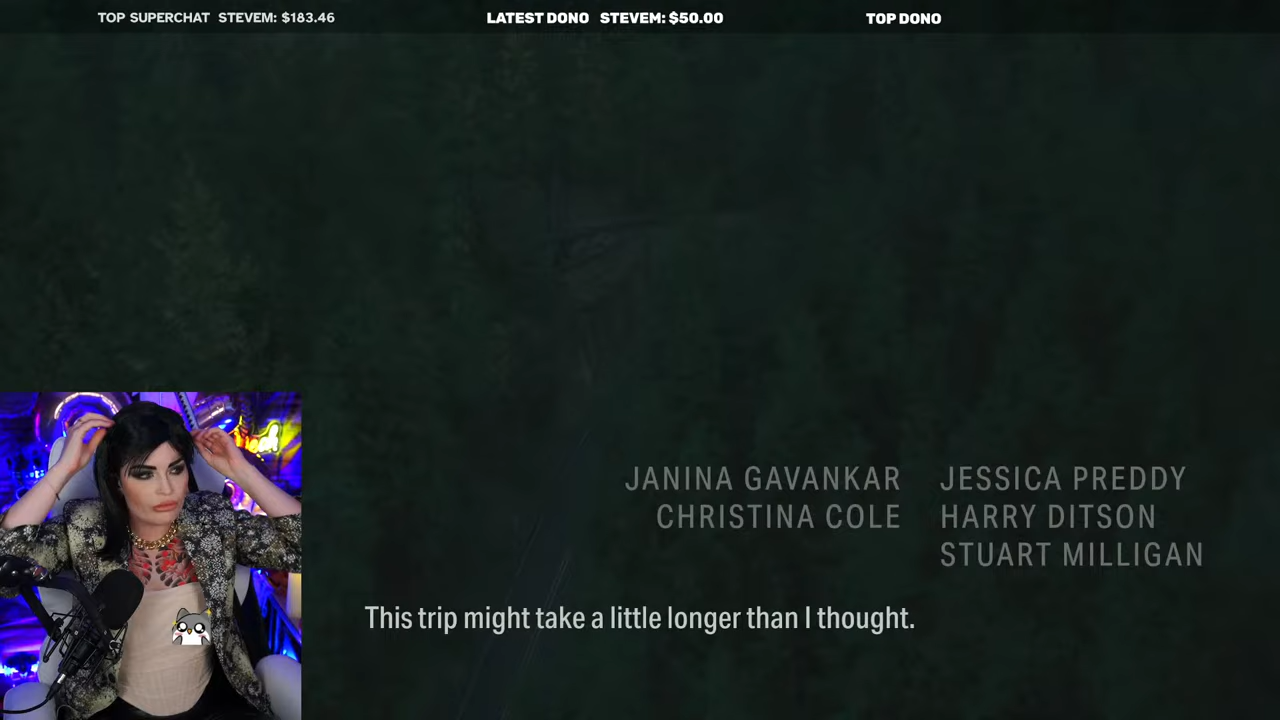 TOP SUPERCHAT STEVEM: $183.46
LATEST DONO STEVEM: $50.00
TOP DONO
JANINA GAVANKAR
CHRISTINA COLE
JESSICA PREDDY
HARRY DITSON
STUART MILLIGAN
This trip might take a little longer than I thought.